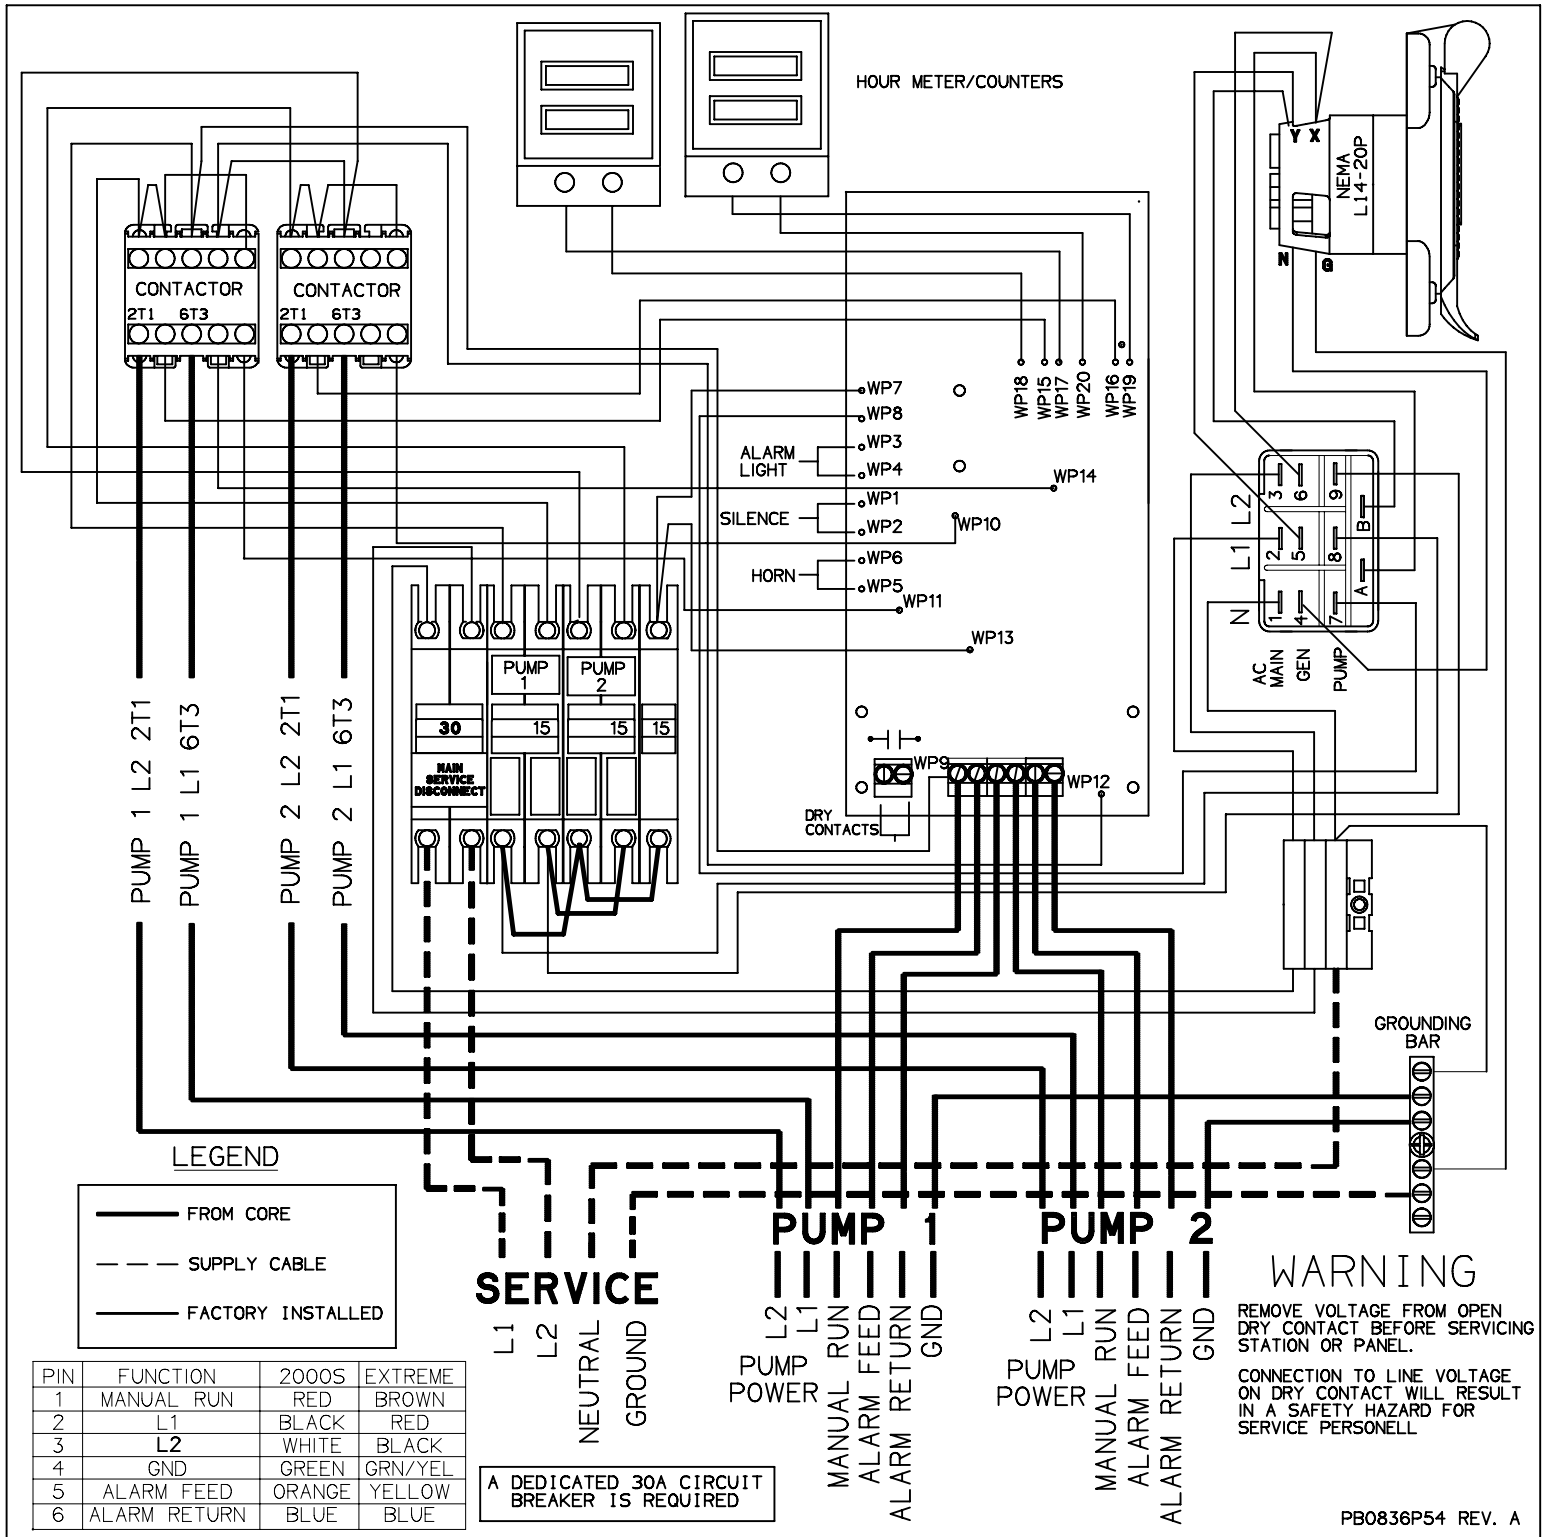 HOUR METER/COUNTERS
Y X
NEMA
L14-20P
N
G
CONTACTOR
2T1 6T3
CONTACTOR
2T1 6T3
WP18
WP15
WP17
WP20
WP16
WP19
WP7
WP8
WP3
WP4
WP1
WP2
WP6
WP5
ALARM
LIGHT
SILENCE
HORN
WP14
WP10
WP11
WP13
WP9
WP12
DRY
CONTACTS
L2
L1
N
3
6
9
2
5
8
1
4
7
B
A
AC
MAIN
GEN
PUMP
PUMP
1
PUMP
2
30
15
15
15
MAIN
SERVICE
DISCONNECT
PUMP 1 L2 2T1
PUMP 1 L1 6T3
PUMP 2 L2 2T1
PUMP 2 L1 6T3
GROUNDING
BAR
LEGEND
FROM CORE
SUPPLY CABLE
FACTORY INSTALLED
SERVICE
L1
L2
NEUTRAL
GROUND
PUMP 1
L2
L1
PUMP
POWER
MANUAL RUN
ALARM FEED
ALARM RETURN
GND
PUMP 2
L2
L1
PUMP
POWER
MANUAL RUN
ALARM FEED
ALARM RETURN
GND
WARNING
REMOVE VOLTAGE FROM OPEN
DRY CONTACT BEFORE SERVICING
STATION OR PANEL.
CONNECTION TO LINE VOLTAGE
ON DRY CONTACT WILL RESULT
IN A SAFETY HAZARD FOR
SERVICE PERSONELL
PIN FUNCTION 2000S EXTREME
1 MANUAL RUN RED BROWN
2 L1 BLACK RED
3 L2 WHITE BLACK
4 GND GREEN GRN/YEL
5 ALARM FEED ORANGE YELLOW
6 ALARM RETURN BLUE BLUE
A DEDICATED 30A CIRCUIT
BREAKER IS REQUIRED
PB0836P54 REV. A